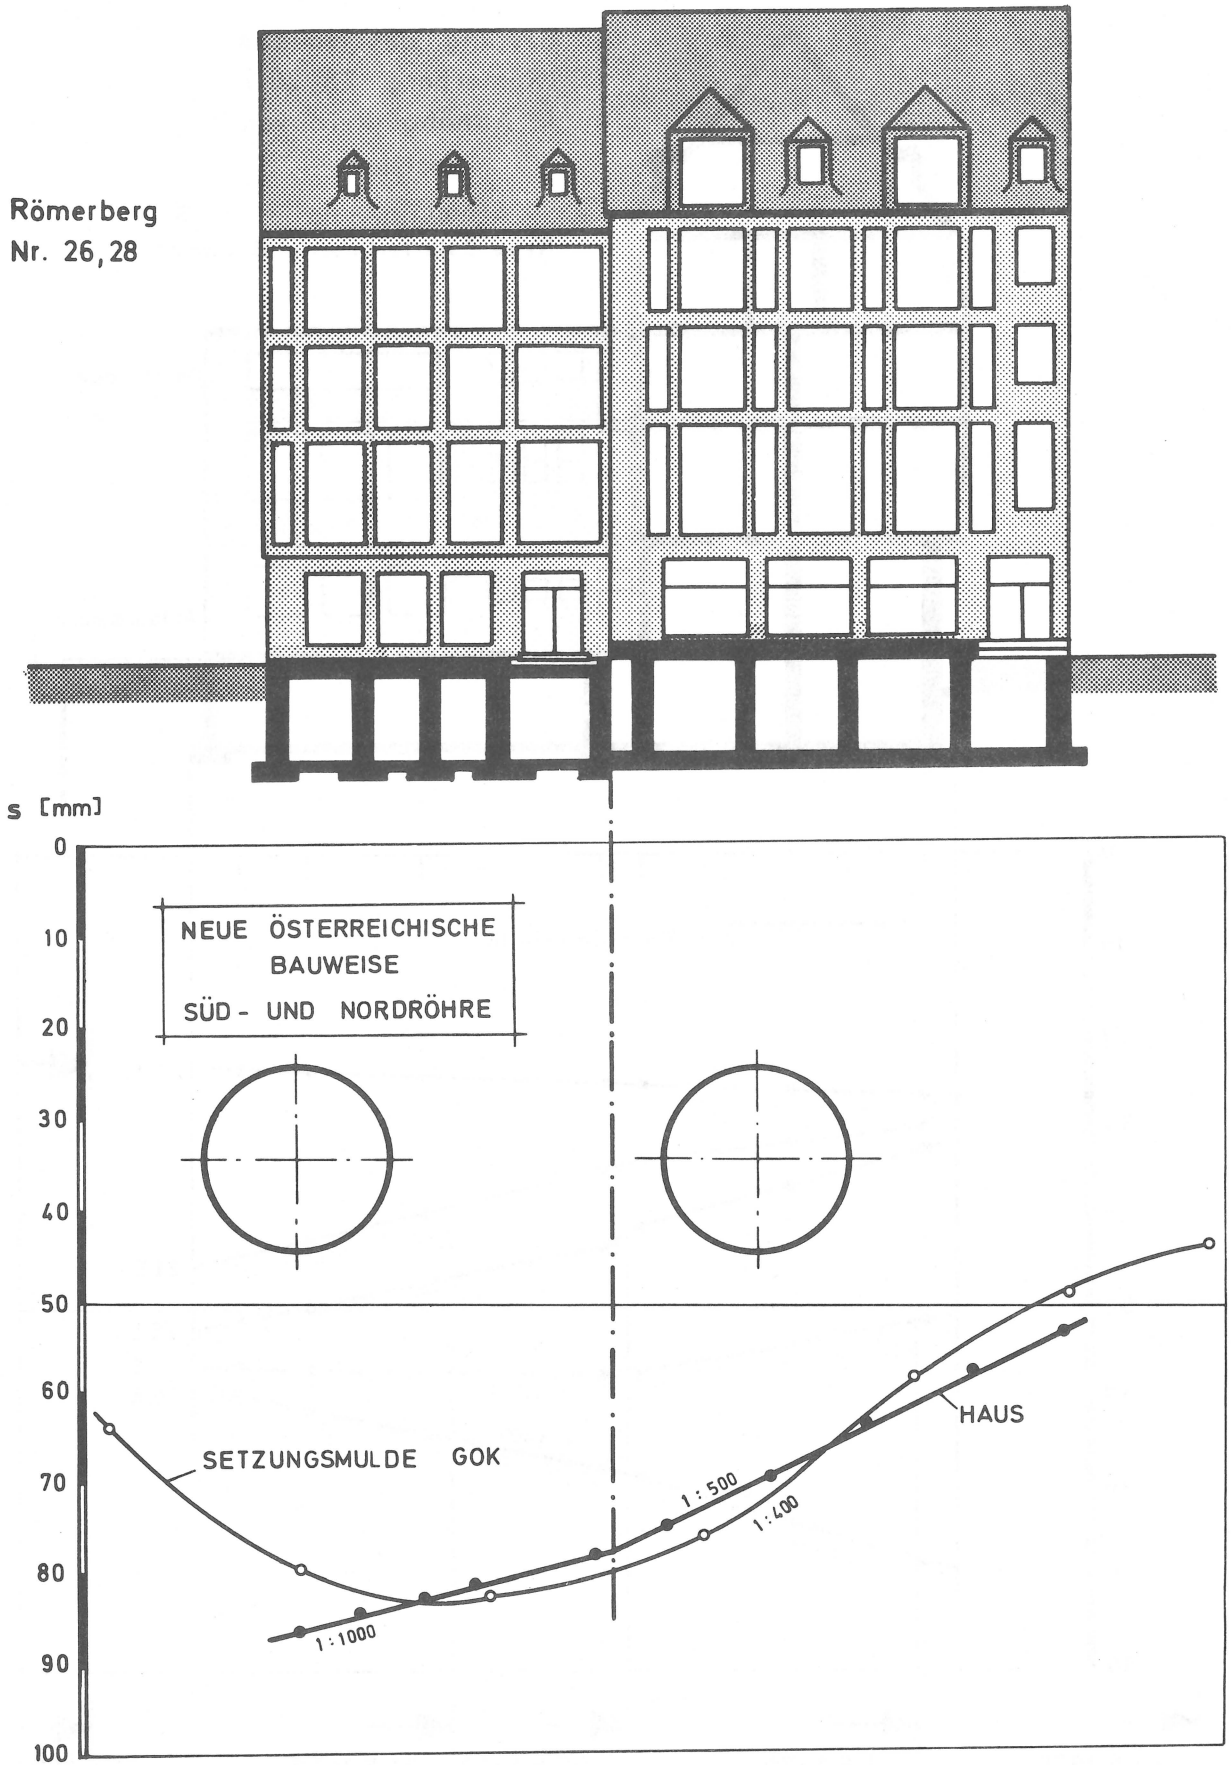 Römerberg
Nr. 26,28
s [mm]
0
10
20
30
40
50
60
70
80
90
100
NEUE ÖSTERREICHISCHE
BAUWEISE
SÜD- UND NORDRÖHRE
SETZUNGSMULDE GOK
HAUS
1:500
1:400
1:1000